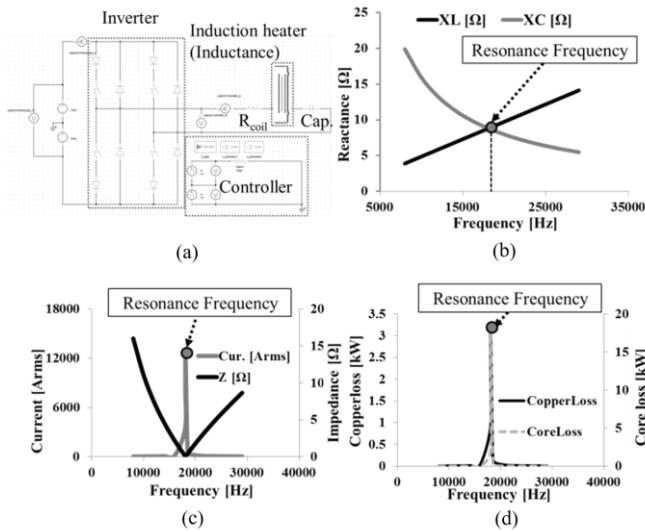 Inverter
Induction heater
(Inductance)
R_coil
Cap.
Controller
(a)
XL [Ω] XC [Ω]
25
20
15
10
5
0
Reactance [Ω]
Resonance Frequency
5000 15000 25000 35000
Frequency [Hz]
(b)
Resonance Frequency
18000
12000
6000
0
Current [Arms]
20
15
10
5
0
Impedance [Ω]
Cur. [Arms]
Z [Ω]
0 10000 20000 30000 40000
Frequency [Hz]
(c)
Resonance Frequency
3.5
3
2.5
2
1.5
1
0.5
0
Copperloss [kW]
20
15
10
5
0
Core loss [kW]
CopperLoss
CoreLoss
0 10000 20000 30000 40000
Frequency [Hz]
(d)